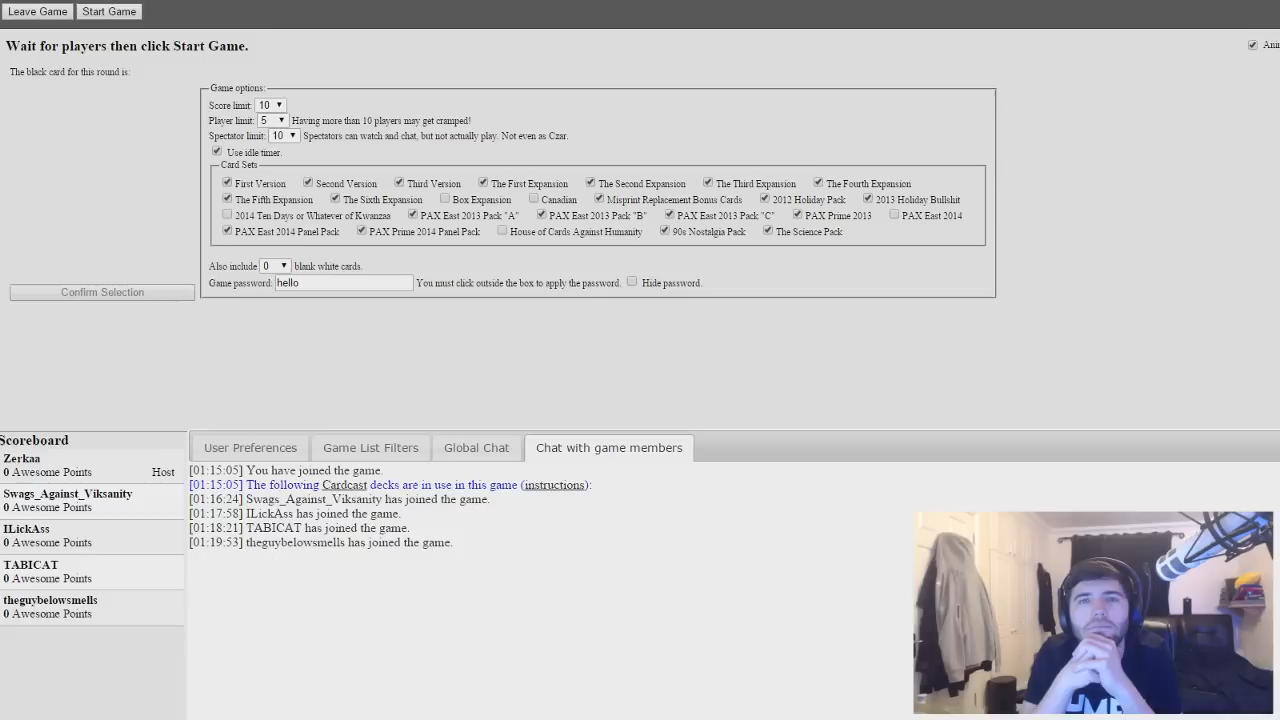 Leave Game Start Game
Wait for players then click Start Game.
The black card for this round is:
Game options:
Score limit: 10
Player limit: 5 Having more than 10 players may get cramped!
Spectator limit: 10 Spectators can watch and chat, but not actually play. Not even as Czar.
Use idle timer.
Card Sets
First Version Second Version Third Version The First Expansion The Second Expansion The Third Expansion The Fourth Expansion
The Fifth Expansion The Sixth Expansion Box Expansion Canadian Misprint Replacement Bonus Cards 2012 Holiday Pack 2013 Holiday Bullshit
2014 Ten Days or Whatever of Kwanzaa PAX East 2013 Pack "A" PAX East 2013 Pack "B" PAX East 2013 Pack "C" PAX Prime 2013 PAX East 2014
PAX East 2014 Panel Pack PAX Prime 2014 Panel Pack House of Cards Against Humanity 90s Nostalgia Pack The Science Pack
Also include 0 blank white cards.
Game password: hello You must click outside the box to apply the password. Hide password.
Confirm Selection
Scoreboard
Zerkaa
0 Awesome Points Host
Swags_Against_Viksanity
0 Awesome Points
ILickAss
0 Awesome Points
TABICAT
0 Awesome Points
theguybelowsmells
0 Awesome Points
User Preferences Game List Filters Global Chat Chat with game members
[01:15:05] You have joined the game.
[01:15:05] The following Cardcast decks are in use in this game (instructions):
[01:16:24] Swags_Against_Viksanity has joined the game.
[01:17:58] ILickAss has joined the game.
[01:18:21] TABICAT has joined the game.
[01:19:53] theguybelowsmells has joined the game.